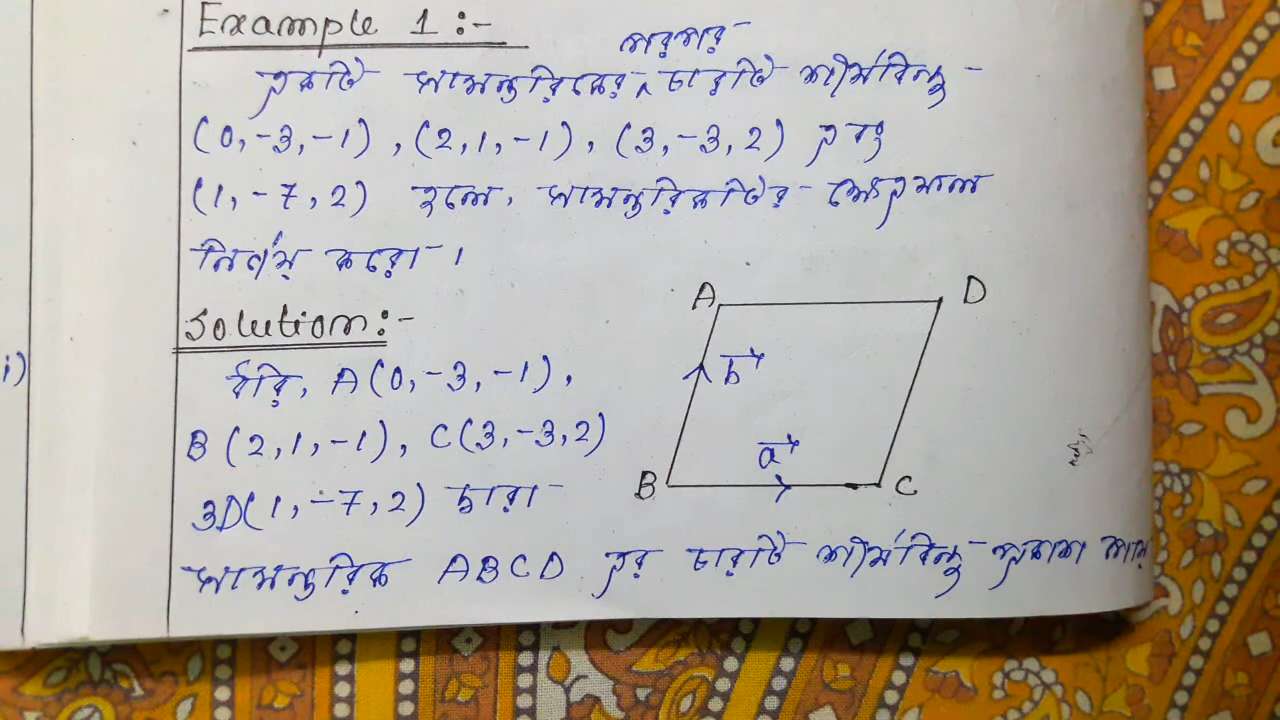 Example 1 :-
পরপর
একটি সামান্তরিকের ^ চারটি শীর্ষবিন্দু
(0, -3, -1), (2, 1, -1), (3, -3, 2) এবং
(1, -7, 2) হলে, সামান্তরিকটির ক্ষেত্রফল
নির্ণয় করো।
Solution :-
ধরি, A(0, -3, -1),
B(2, 1, -1), C(3, -3, 2)
ও D(1, -7, 2) দ্বারা
সামান্তরিক ABCD এর চারটি শীর্ষবিন্দু প্রকাশ
A
D
b→
a→
B
C
i)